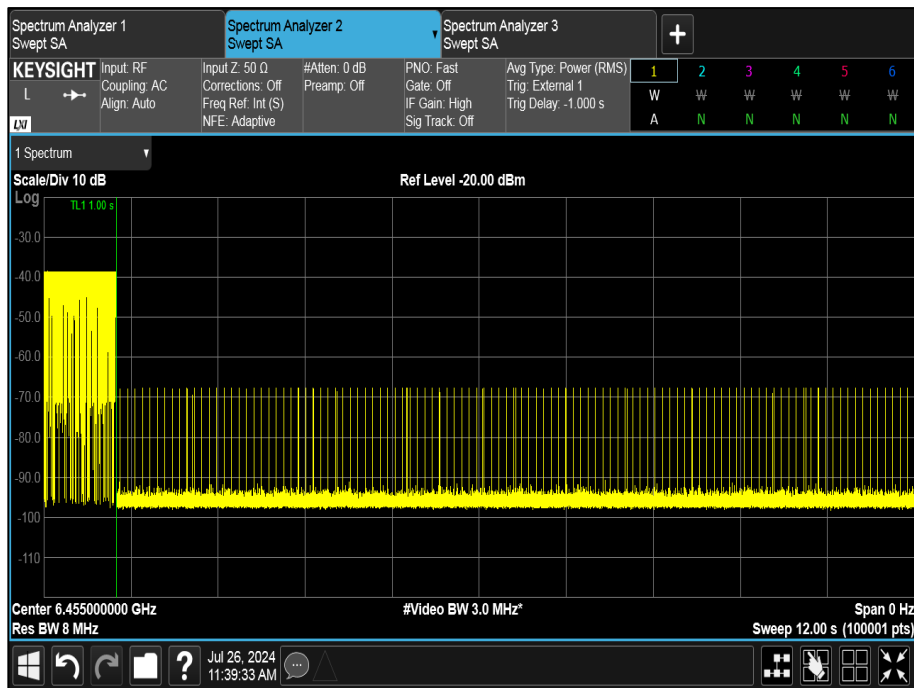 Spectrum Analyzer 1
Swept SA
Spectrum Analyzer 2
Swept SA
Spectrum Analyzer 3
Swept SA
+
KEYSIGHT
L
LXI
Input: RF
Coupling: AC
Align: Auto
Input Z: 50 Ω
Corrections: Off
Freq Ref: Int (S)
NFE: Adaptive
#Atten: 0 dB
Preamp: Off
PNO: Fast
Gate: Off
IF Gain: High
Sig Track: Off
Avg Type: Power (RMS)
Trig: External 1
Trig Delay: -1.000 s
1 2 3 4 5 6
W W W W W W
A N N N N N
1 Spectrum
Scale/Div 10 dB
Ref Level -20.00 dBm
Log
TL1 1.00 s
-30.0
-40.0
-50.0
-60.0
-70.0
-80.0
-90.0
-100
-110
Center 6.455000000 GHz
#Video BW 3.0 MHz*
Span 0 Hz
Res BW 8 MHz
Sweep 12.00 s (100001 pts)
?
Jul 26, 2024
11:39:33 AM